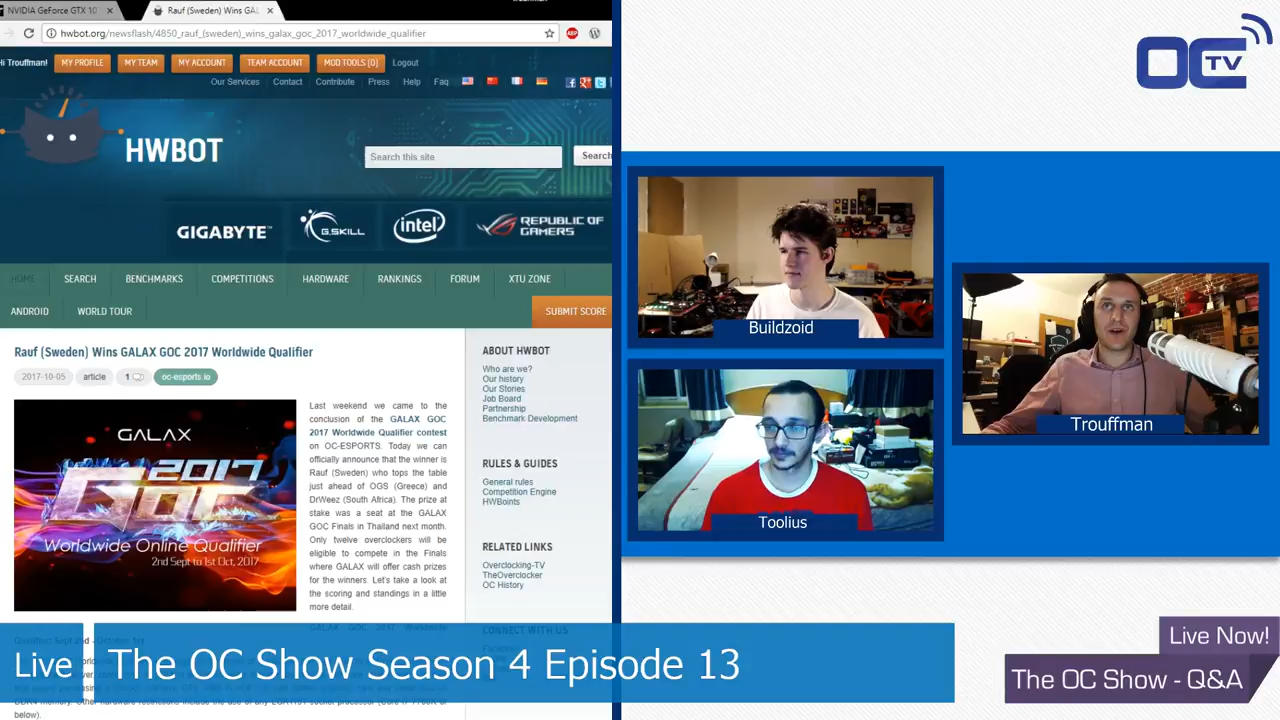 NVIDIA GeForce GTX 10
Rauf (Sweden) Wins GAL
hwbot.org/newsflash/4850_rauf_(sweden)_wins_galax_goc_2017_worldwide_qualifier
ABP
Hi Trouffman!
MY PROFILE
MY TEAM
MY ACCOUNT
TEAM ACCOUNT
MOD TOOLS (0)
Logout
Our Services
Contact
Contribute
Press
Help
Faq
HWBOT
Search this site
Search
GIGABYTE™
G.SKILL
intel
REPUBLIC OF
GAMERS
HOME
SEARCH
BENCHMARKS
COMPETITIONS
HARDWARE
RANKINGS
FORUM
XTU ZONE
ANDROID
WORLD TOUR
SUBMIT SCORE
Rauf (Sweden) Wins GALAX GOC 2017 Worldwide Qualifier
2017-10-05
article
1
oc-esports.io
GALAX
2017
GOC
Worldwide Online Qualifier
2nd Sept to 1st Oct, 2017
Last weekend we came to the
conclusion of the GALAX GOC
2017 Worldwide Qualifier contest
on OC-ESPORTS. Today we can
officially announce that the winner is
Rauf (Sweden) who tops the table
just ahead of OGS (Greece) and
DrWeez (South Africa). The prize at
stake was a seat at the GALAX
GOC Finals in Thailand next month.
Only twelve overclockers will be
eligible to compete in the Finals
where GALAX will offer cash prizes
for the winners. Let's take a look at
the scoring and standings in a little
more detail.
ABOUT HWBOT
Who are we?
Our history
Our Stories
Job Board
Partnership
Benchmark Development
RULES & GUIDES
General rules
Competition Engine
HWBoints
RELATED LINKS
Overclocking-TV
TheOverclocker
OC History
CONNECT WITH US
below).
Live
The OC Show Season 4 Episode 13
OC
TV
Buildzoid
Toolius
Trouffman
Live Now!
The OC Show - Q&A